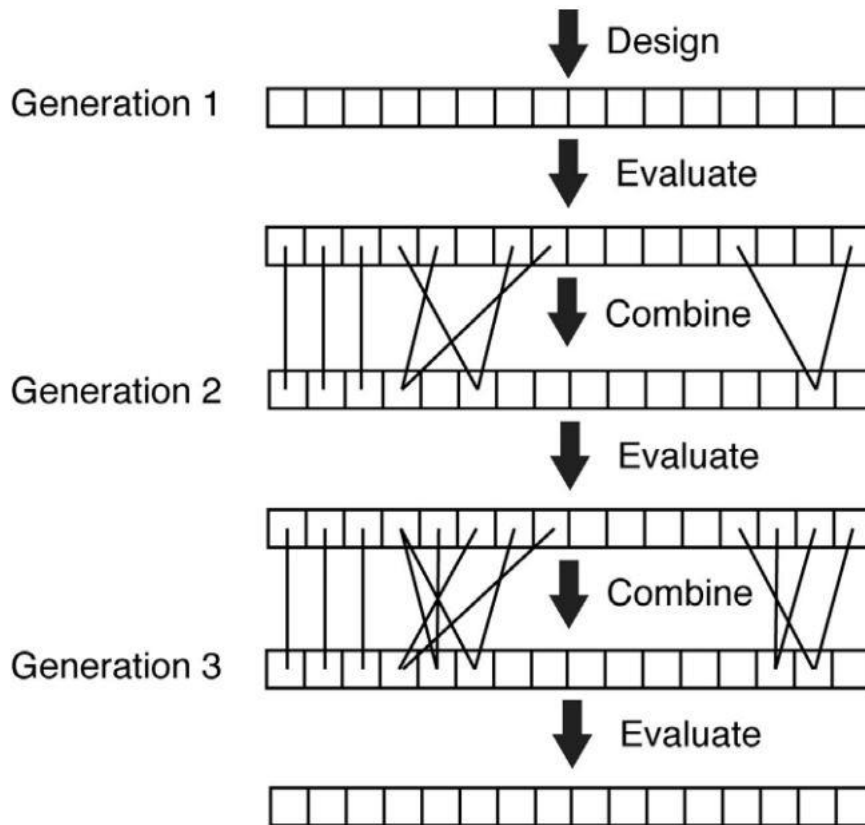 Design
Generation 1
Evaluate
Combine
Generation 2
Evaluate
Combine
Generation 3
Evaluate